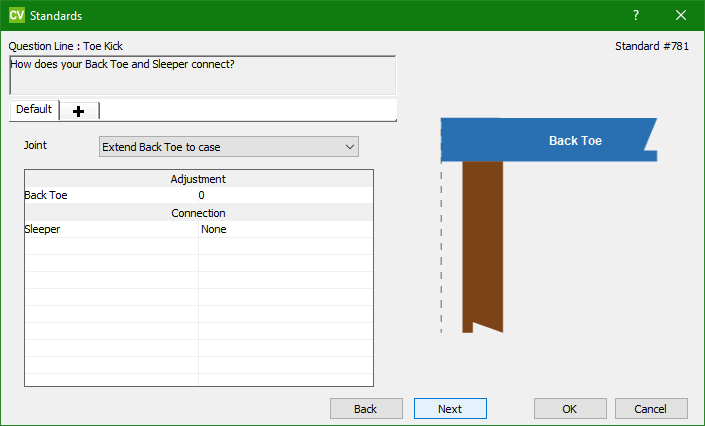 CV Standards ?
Question Line : Toe Kick Standard #781
How does your Back Toe and Sleeper connect?
Default +
Joint Extend Back Toe to case
Back Toe
Adjustment
Back Toe 0
Connection
Sleeper None
Back Next OK Cancel